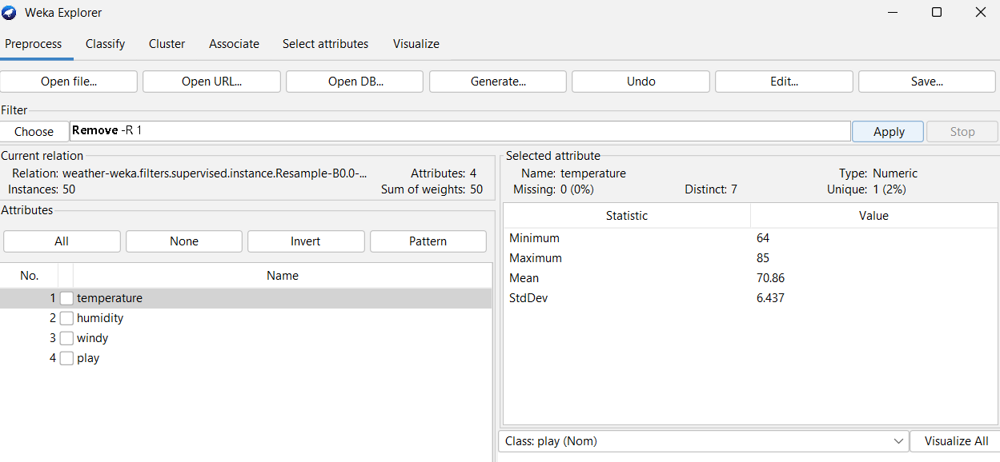 Weka Explorer
Preprocess Classify Cluster Associate Select attributes Visualize
Open file... Open URL... Open DB... Generate... Undo Edit... Save...
Filter
Choose Remove -R 1 Apply Stop
Current relation
Relation: weather-weka.filters.supervised.instance.Resample-B0.0-... Attributes: 4
Instances: 50 Sum of weights: 50
Attributes
All None Invert Pattern
No. Name
1 temperature
2 humidity
3 windy
4 play
Selected attribute
Name: temperature Type: Numeric
Missing: 0 (0%) Distinct: 7 Unique: 1 (2%)
Statistic Value
Minimum 64
Maximum 85
Mean 70.86
StdDev 6.437
Class: play (Nom) Visualize All